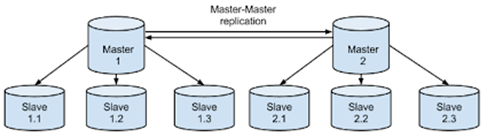 Master-Master
replication
Master
1
Master
2
Slave
1.1
Slave
1.2
Slave
1.3
Slave
2.1
Slave
2.2
Slave
2.3